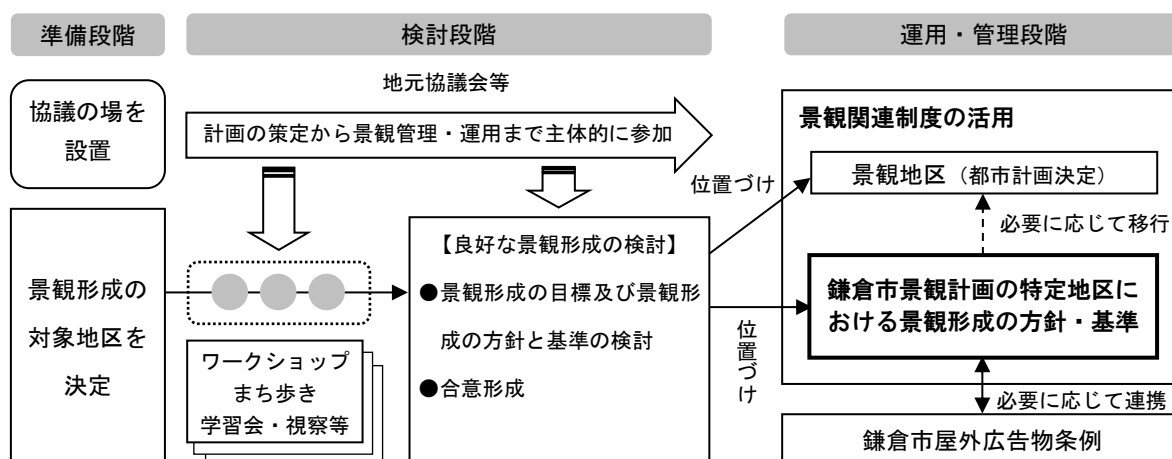 準備段階
検討段階
運用・管理段階
協議の場を
設置
地元協議会等
計画の策定から景観管理・運用まで主体的に参加
景観形成の
対象地区を
決定
ワークショップ
まち歩き
学習会・視察等
【良好な景観形成の検討】
●景観形成の目標及び景観形
成の方針と基準の検討
●合意形成
位置づけ
位置づけ
景観関連制度の活用
景観地区（都市計画決定）
必要に応じて移行
鎌倉市景観計画の特定地区に
おける景観形成の方針・基準
必要に応じて連携
鎌倉市屋外広告物条例